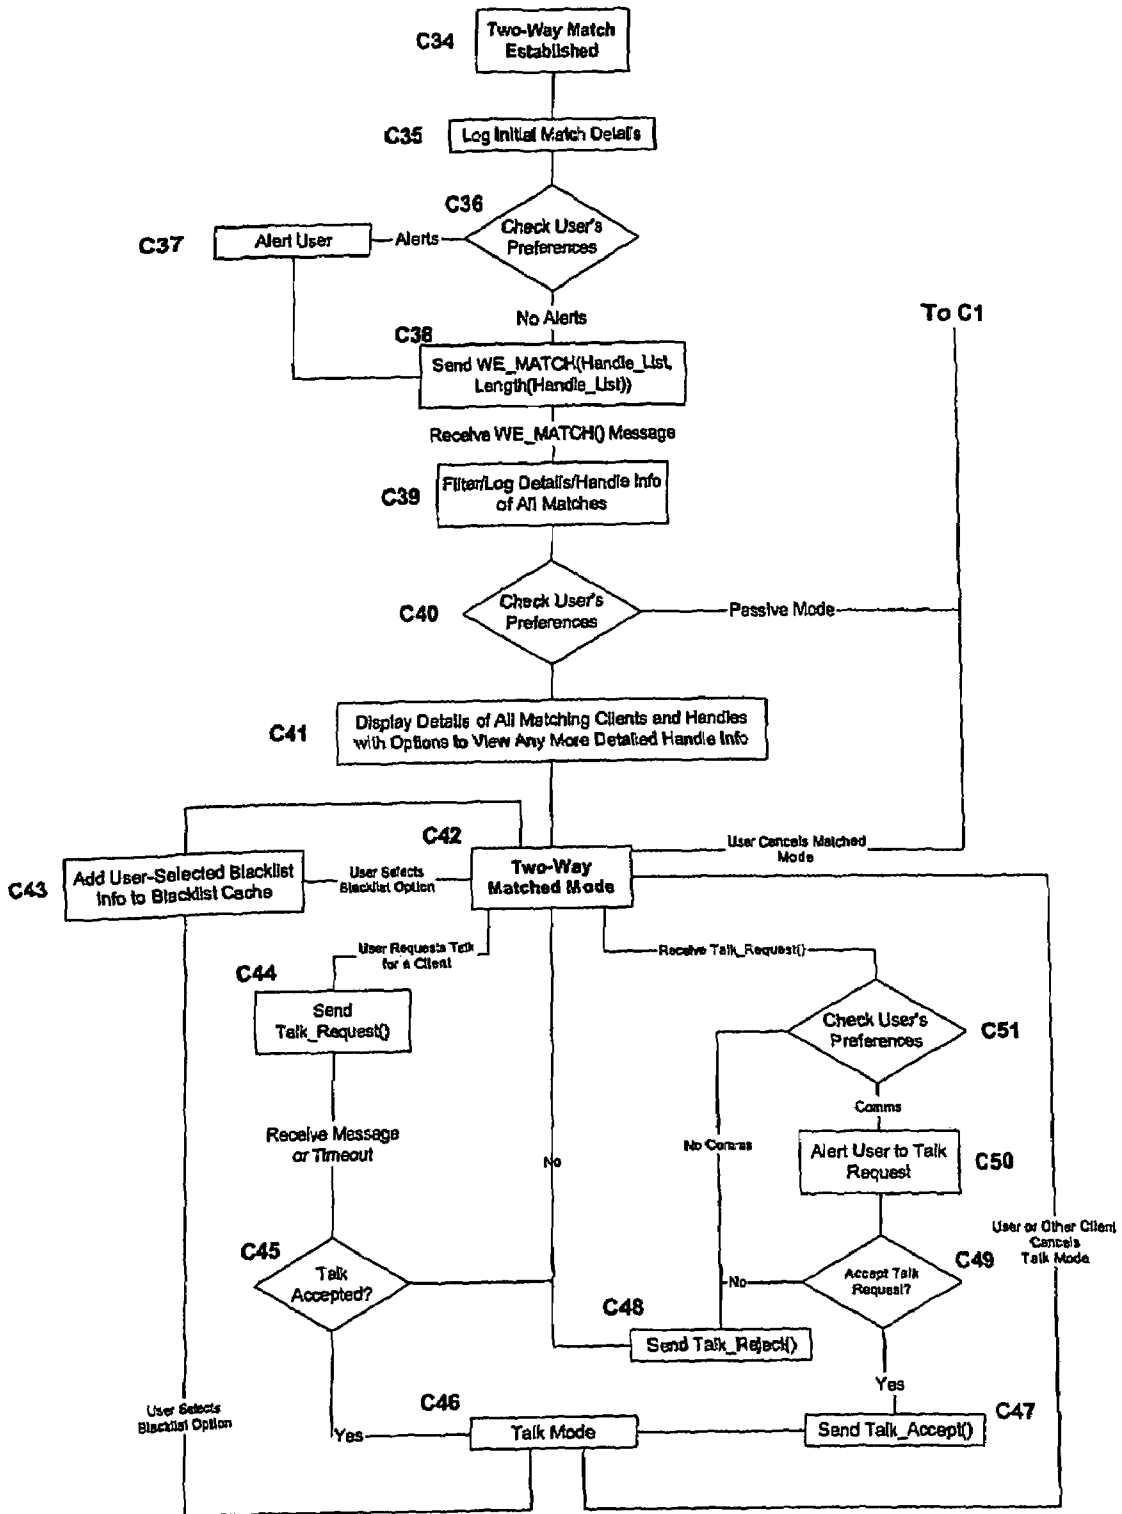 C34
Two-Way Match
Established
C35
Log Initial Match Details
C36
Check User's
Preferences
C37
Alert User
Alerts
No Alerts
To C1
C38
Send WE_MATCH(Handle_List,
Length(Handle_List))
Receive WE_MATCH() Message
C39
Filter/Log Details/Handle Info
of All Matches
C40
Check User's
Preferences
Passive Mode
C41
Display Details of All Matching Clients and Handles
with Options to View Any More Detailed Handle Info
C42
Two-Way
Matched Mode
User Cancels Matched
Mode
C43
Add User-Selected Blacklist
Info to Blacklist Cache
User Selects
Blacklist Option
User Requests Talk
for a Client
Receive Talk_Request()
C44
Send
Talk_Request()
Check User's
Preferences
C51
Comms
No Comms
Receive Message
or Timeout
No
Alert User to Talk
Request
C50
User or Other Client
Cancels
Talk Mode
C45
Talk
Accepted?
C49
Accept Talk
Request?
No
C48
Send Talk_Reject()
Yes
User Selects
Blacklist Option
C46
Yes
Talk Mode
C47
Send Talk_Accept()